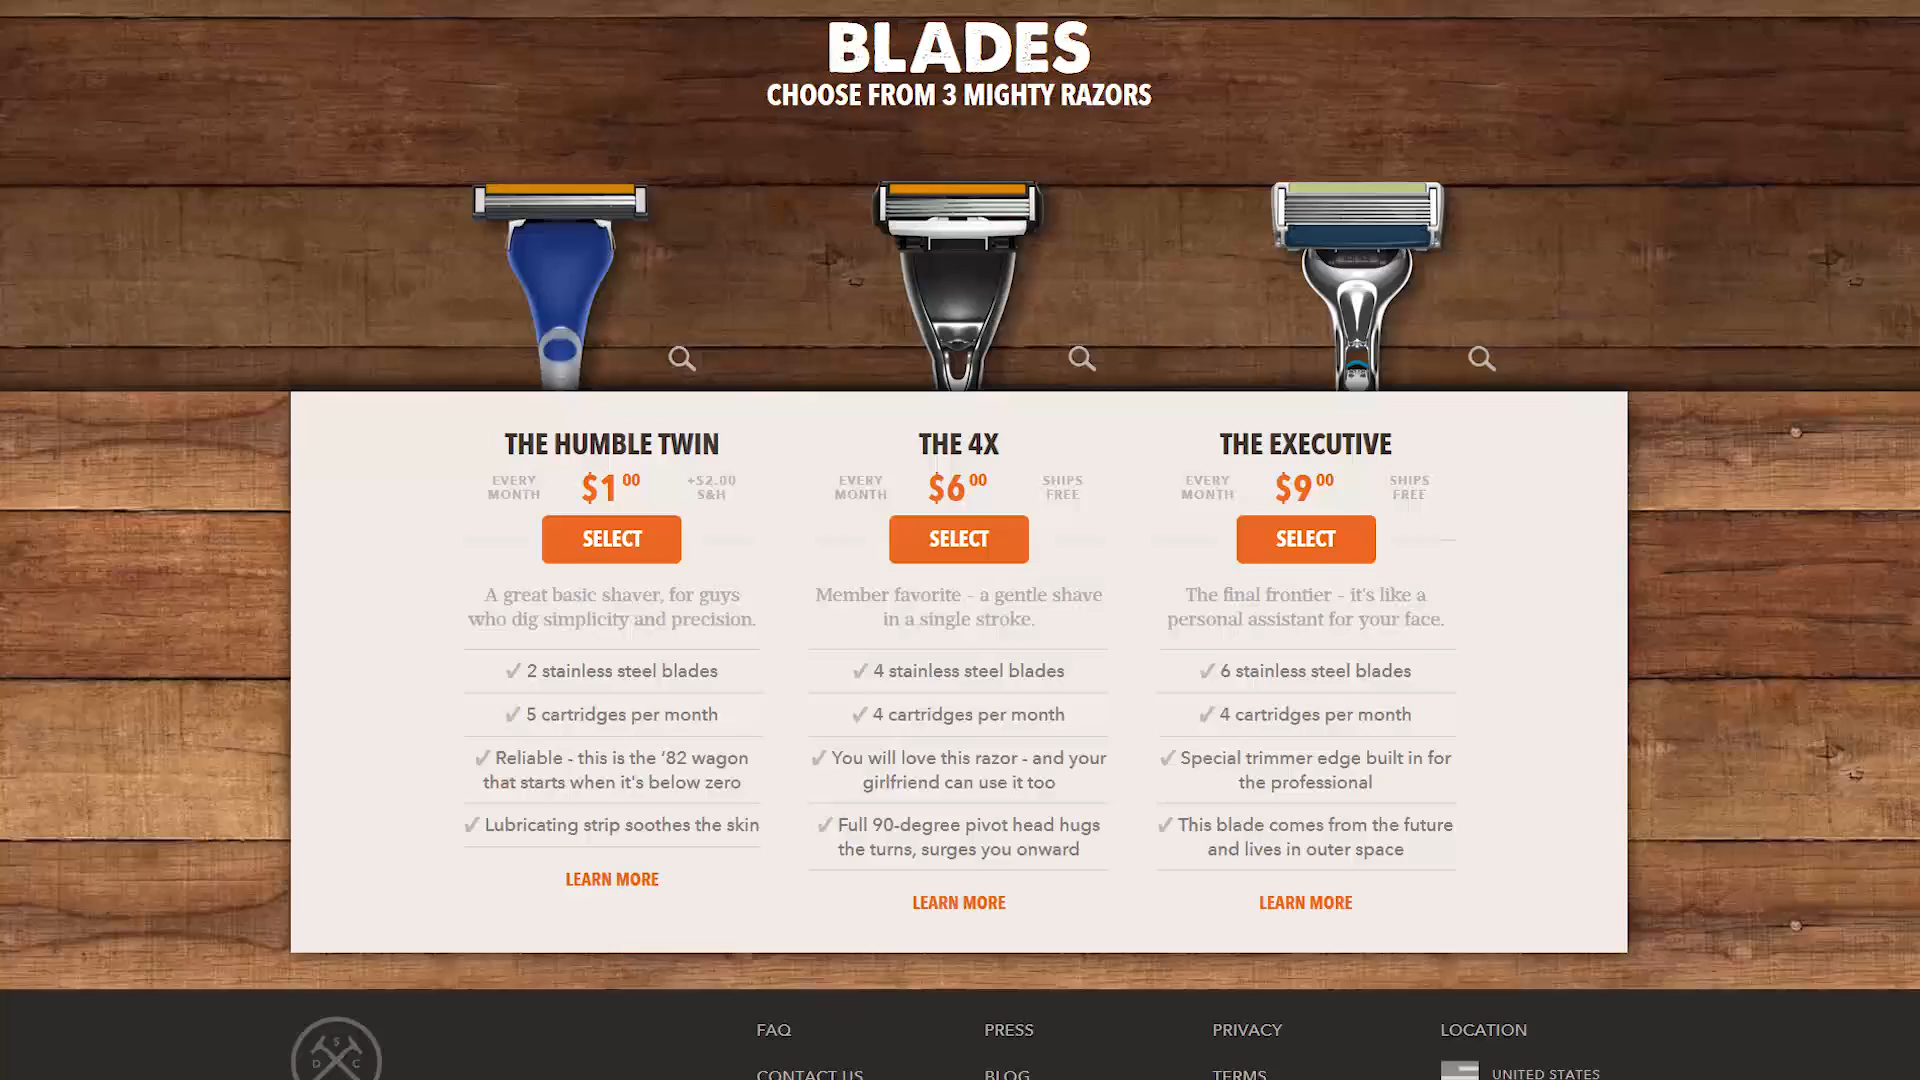 BLADES
CHOOSE FROM 3 MIGHTY RAZORS
THE HUMBLE TWIN
EVERY MONTH
$1 00
+$2.00 S&H
SELECT
A great basic shaver, for guys
who dig simplicity and precision.
✓ 2 stainless steel blades
✓ 5 cartridges per month
✓ Reliable - this is the ‘82 wagon
that starts when it's below zero
✓ Lubricating strip soothes the skin
LEARN MORE
THE 4X
EVERY MONTH
$6 00
SHIPS FREE
SELECT
Member favorite - a gentle shave
in a single stroke.
✓ 4 stainless steel blades
✓ 4 cartridges per month
✓ You will love this razor - and your
girlfriend can use it too
✓ Full 90-degree pivot head hugs
the turns, surges you onward
LEARN MORE
THE EXECUTIVE
EVERY MONTH
$9 00
SHIPS FREE
SELECT
The final frontier - it's like a
personal assistant for your face.
✓ 6 stainless steel blades
✓ 4 cartridges per month
✓ Special trimmer edge built in for
the professional
✓ This blade comes from the future
and lives in outer space
LEARN MORE
D S C
FAQ
CONTACT US
PRESS
BLOG
PRIVACY
TERMS
LOCATION
UNITED STATES